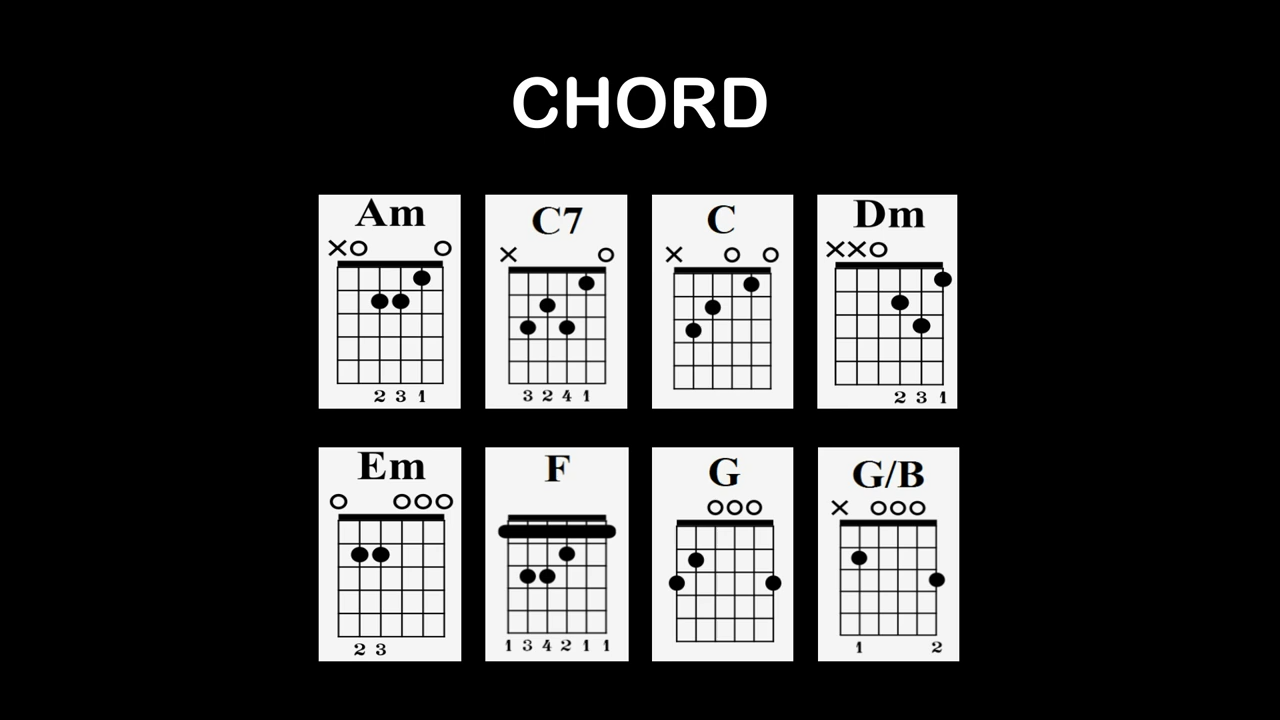 CHORD
Am C7 C Dm
×○ ○ × ○ × ○ ○ ××○
2 3 1 3 2 4 1 2 3 1
Em F G G/B
○ ○○○ ○○○ × ○○○
2 3 1 3 4 2 1 1 1 2